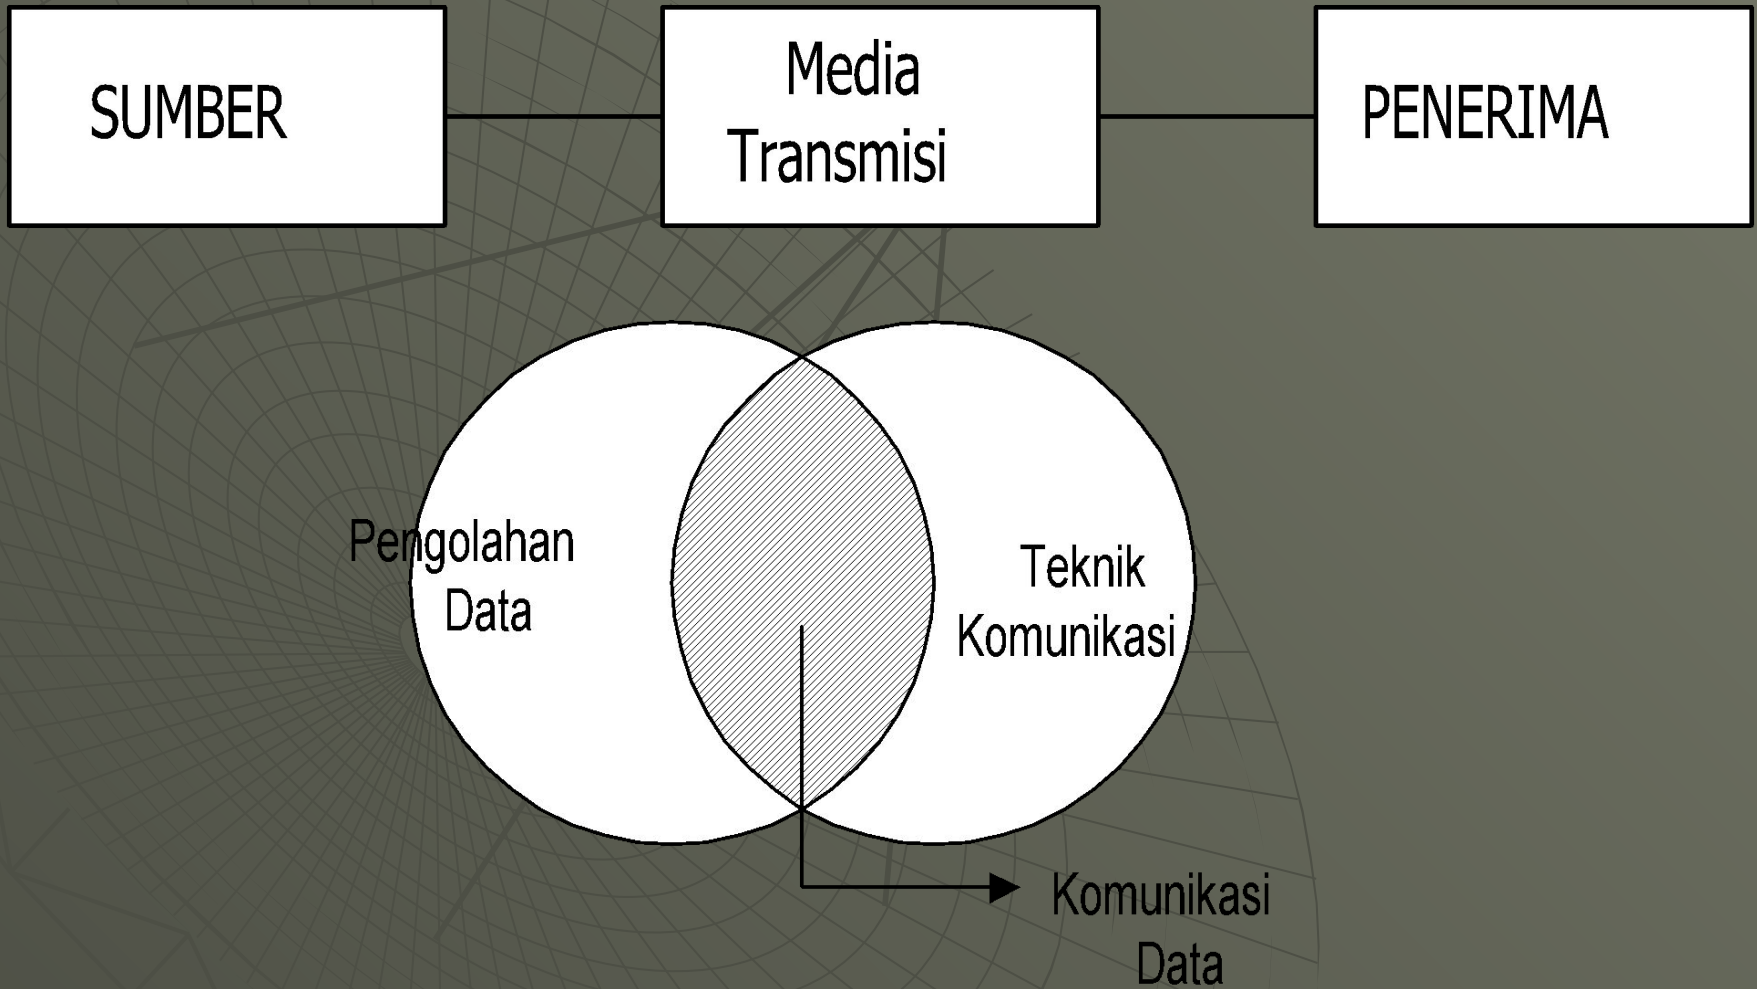 SUMBER
Media
Transmisi
PENERIMA
Pengolahan
Data
Teknik
Komunikasi
Komunikasi
Data